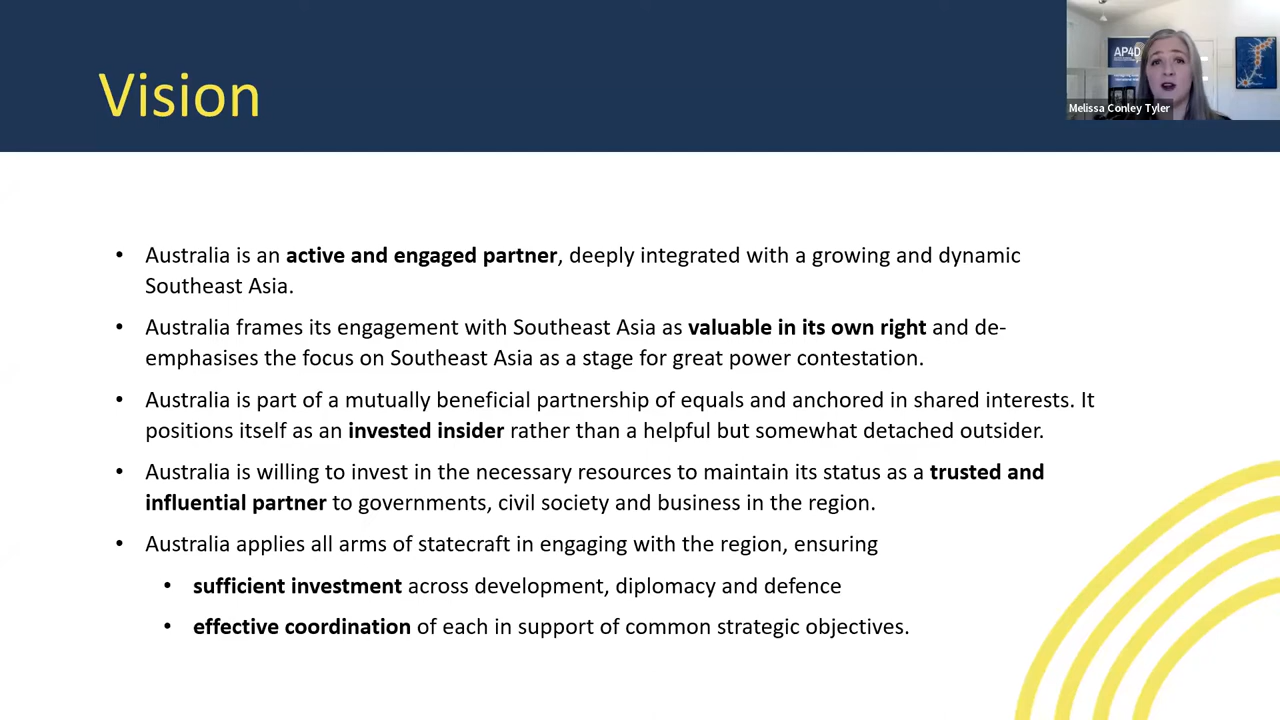 Vision
AP4D
Melissa Conley Tyler
• Australia is an active and engaged partner, deeply integrated with a growing and dynamic
Southeast Asia.
• Australia frames its engagement with Southeast Asia as valuable in its own right and de-
emphasises the focus on Southeast Asia as a stage for great power contestation.
• Australia is part of a mutually beneficial partnership of equals and anchored in shared interests. It
positions itself as an invested insider rather than a helpful but somewhat detached outsider.
• Australia is willing to invest in the necessary resources to maintain its status as a trusted and
influential partner to governments, civil society and business in the region.
• Australia applies all arms of statecraft in engaging with the region, ensuring
• sufficient investment across development, diplomacy and defence
• effective coordination of each in support of common strategic objectives.